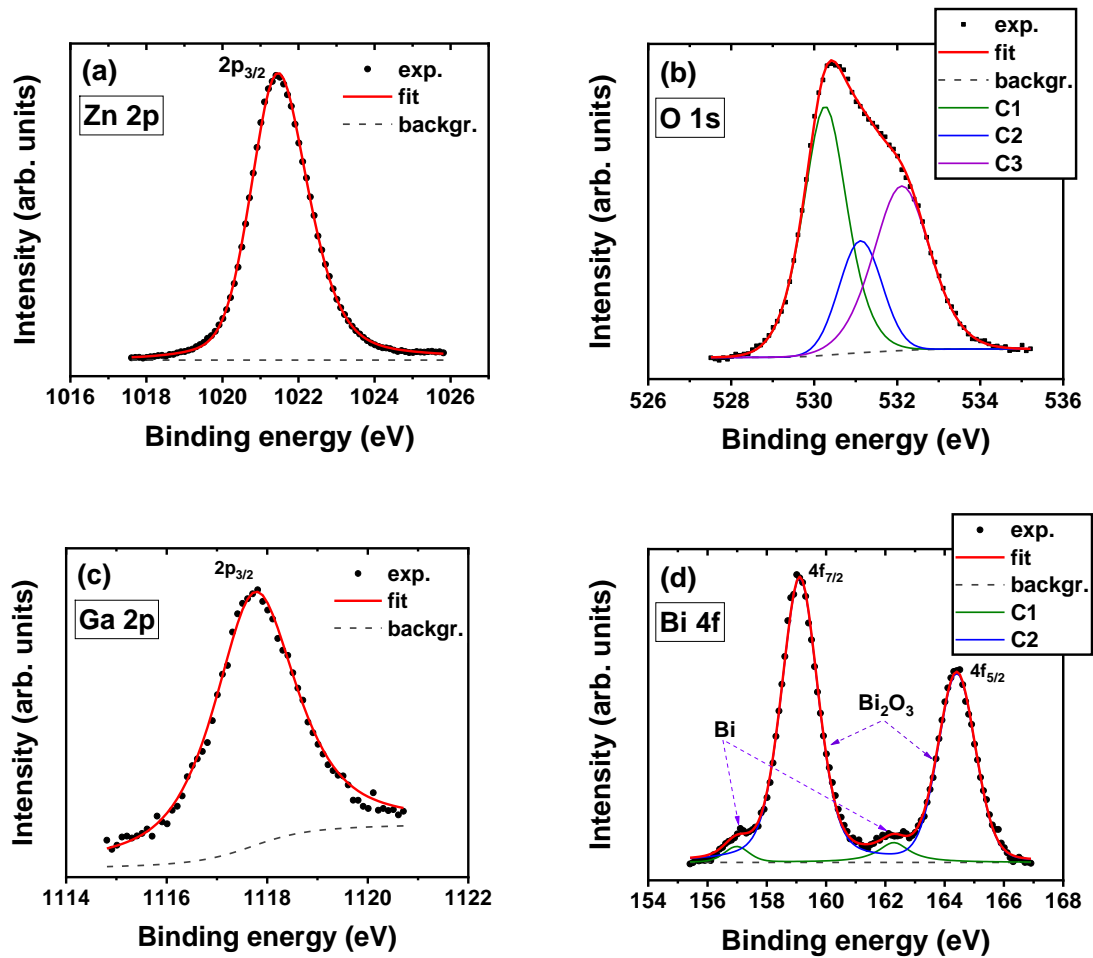 (a)
Zn 2p
2p3/2
exp.
fit
backgr.
Intensity (arb. units)
1016 1018 1020 1022 1024 1026
Binding energy (eV)
(b)
O 1s
exp.
fit
backgr.
C1
C2
C3
Intensity (arb. units)
526 528 530 532 534 536
Binding energy (eV)
(c)
Ga 2p
2p3/2
exp.
fit
backgr.
Intensity (arb. units)
1114 1116 1118 1120 1122
Binding energy (eV)
(d)
Bi 4f
4f7/2
exp.
fit
backgr.
C1
C2
4f5/2
Bi2O3
Bi
Intensity (arb. units)
154 156 158 160 162 164 166 168
Binding energy (eV)